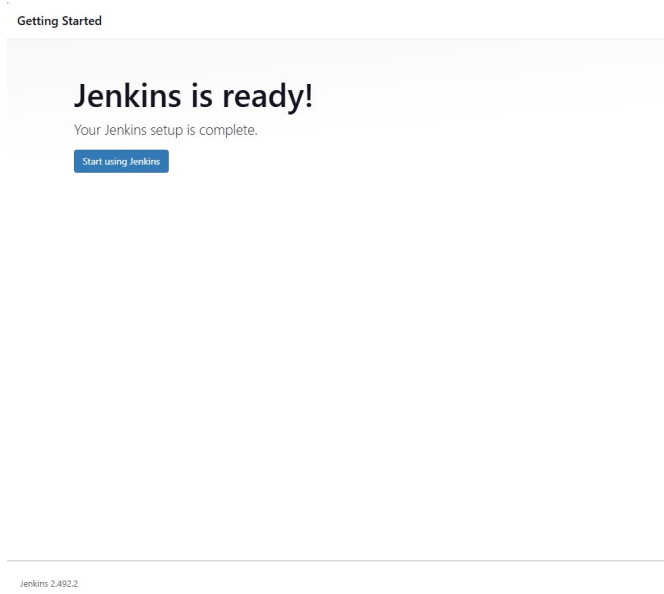 Getting Started
Jenkins is ready!
Your Jenkins setup is complete.
Start using Jenkins
Jenkins 2.492.2